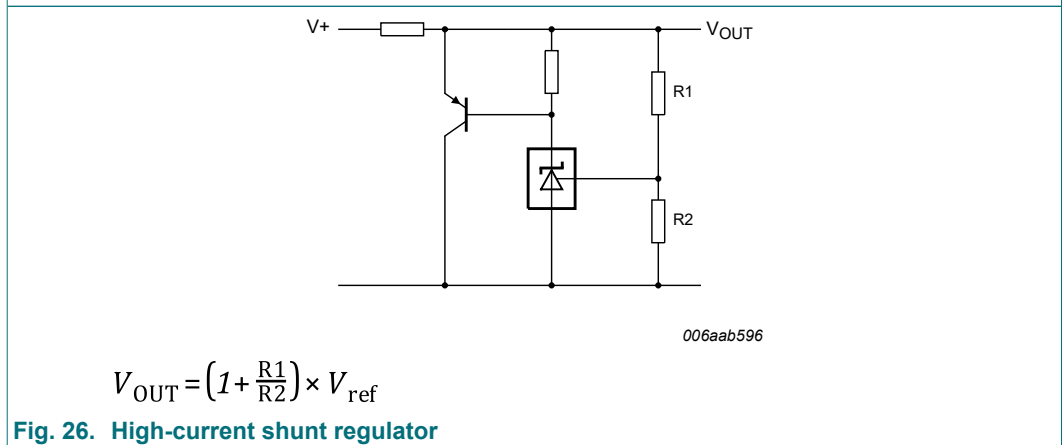 V+
VOUT
R1
R2
006aab596
VOUT = (1 + R1/R2) × Vref
Fig. 26. High-current shunt regulator